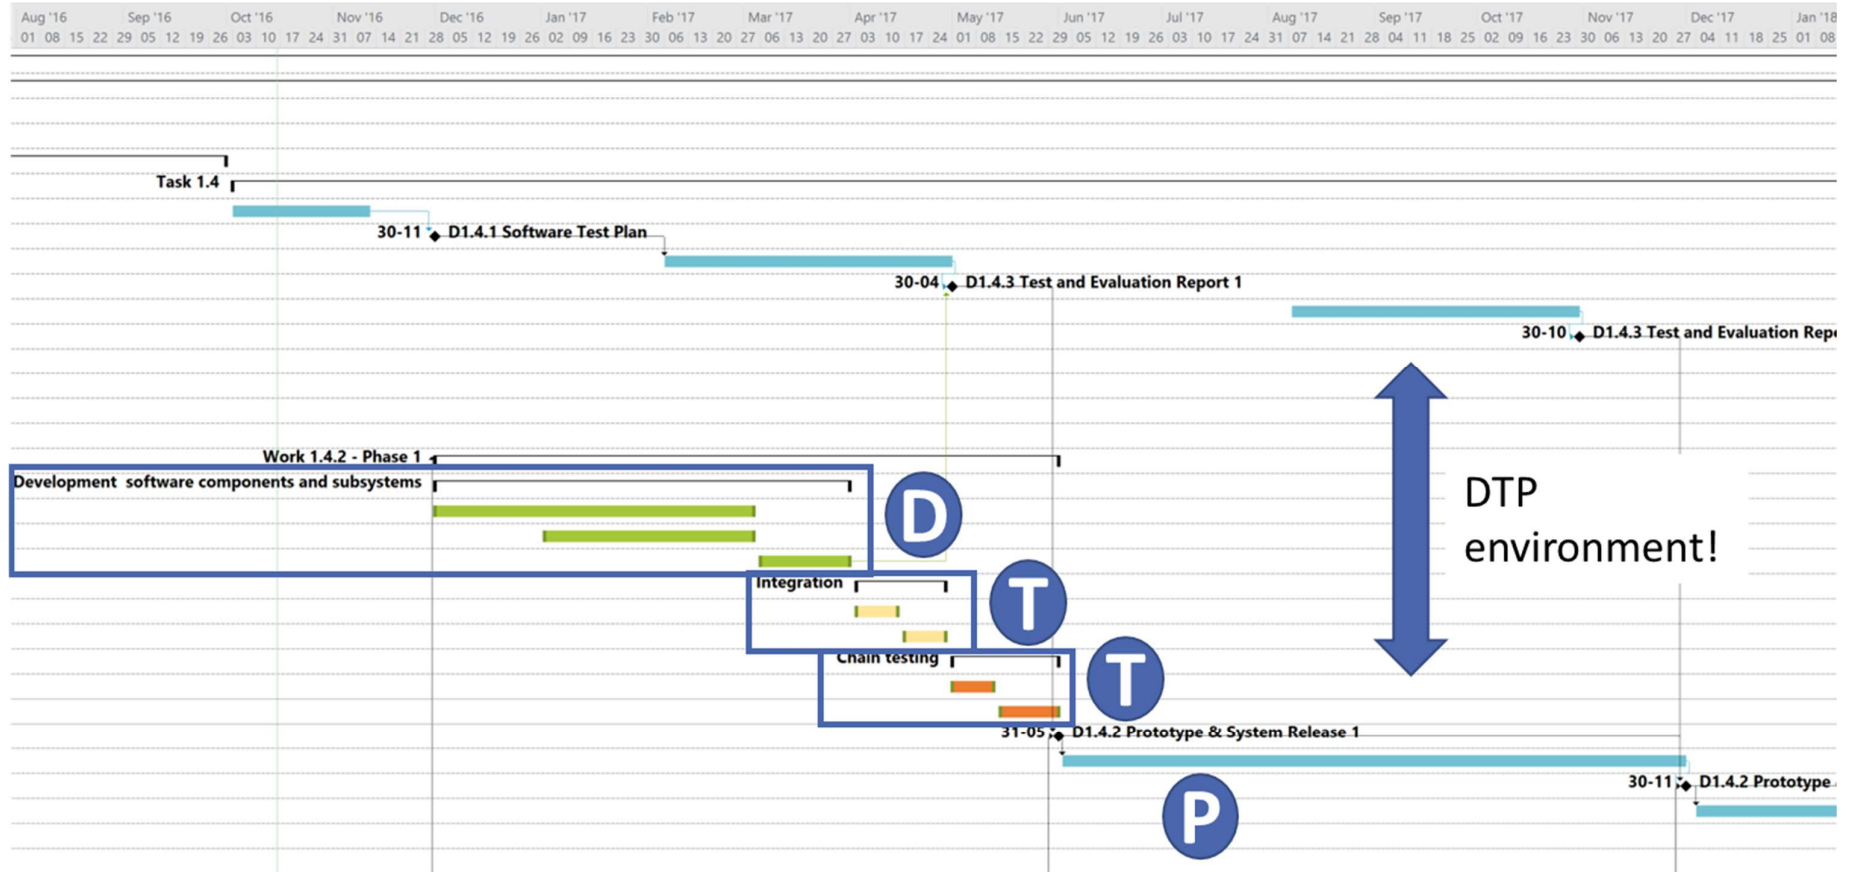 Aug '16 Sep '16 Oct '16 Nov '16 Dec '16 Jan '17 Feb '17 Mar '17 Apr '17 May '17 Jun '17 Jul '17 Aug '17 Sep '17 Oct '17 Nov '17 Dec '17 Jan '18
01 08 15 22 29 05 12 19 26 03 10 17 24 31 07 14 21 28 05 12 19 26 02 09 16 23 30 06 13 20 27 06 13 20 27 03 10 17 24 01 08 15 22 29 05 12 19 26 03 10 17 24 31 07 14 21 28 04 11 18 25 02 09 16 23 30 06 13 20 27 04 11 18 25 01 08
Task 1.4
30-11 D1.4.1 Software Test Plan
30-04 D1.4.3 Test and Evaluation Report 1
30-10 D1.4.3 Test and Evaluation Repo
Work 1.4.2 - Phase 1
Development software components and subsystems
D
DTP
environment!
Integration
T
Chain testing
T
31-05 D1.4.2 Prototype & System Release 1
30-11 D1.4.2 Prototype
P